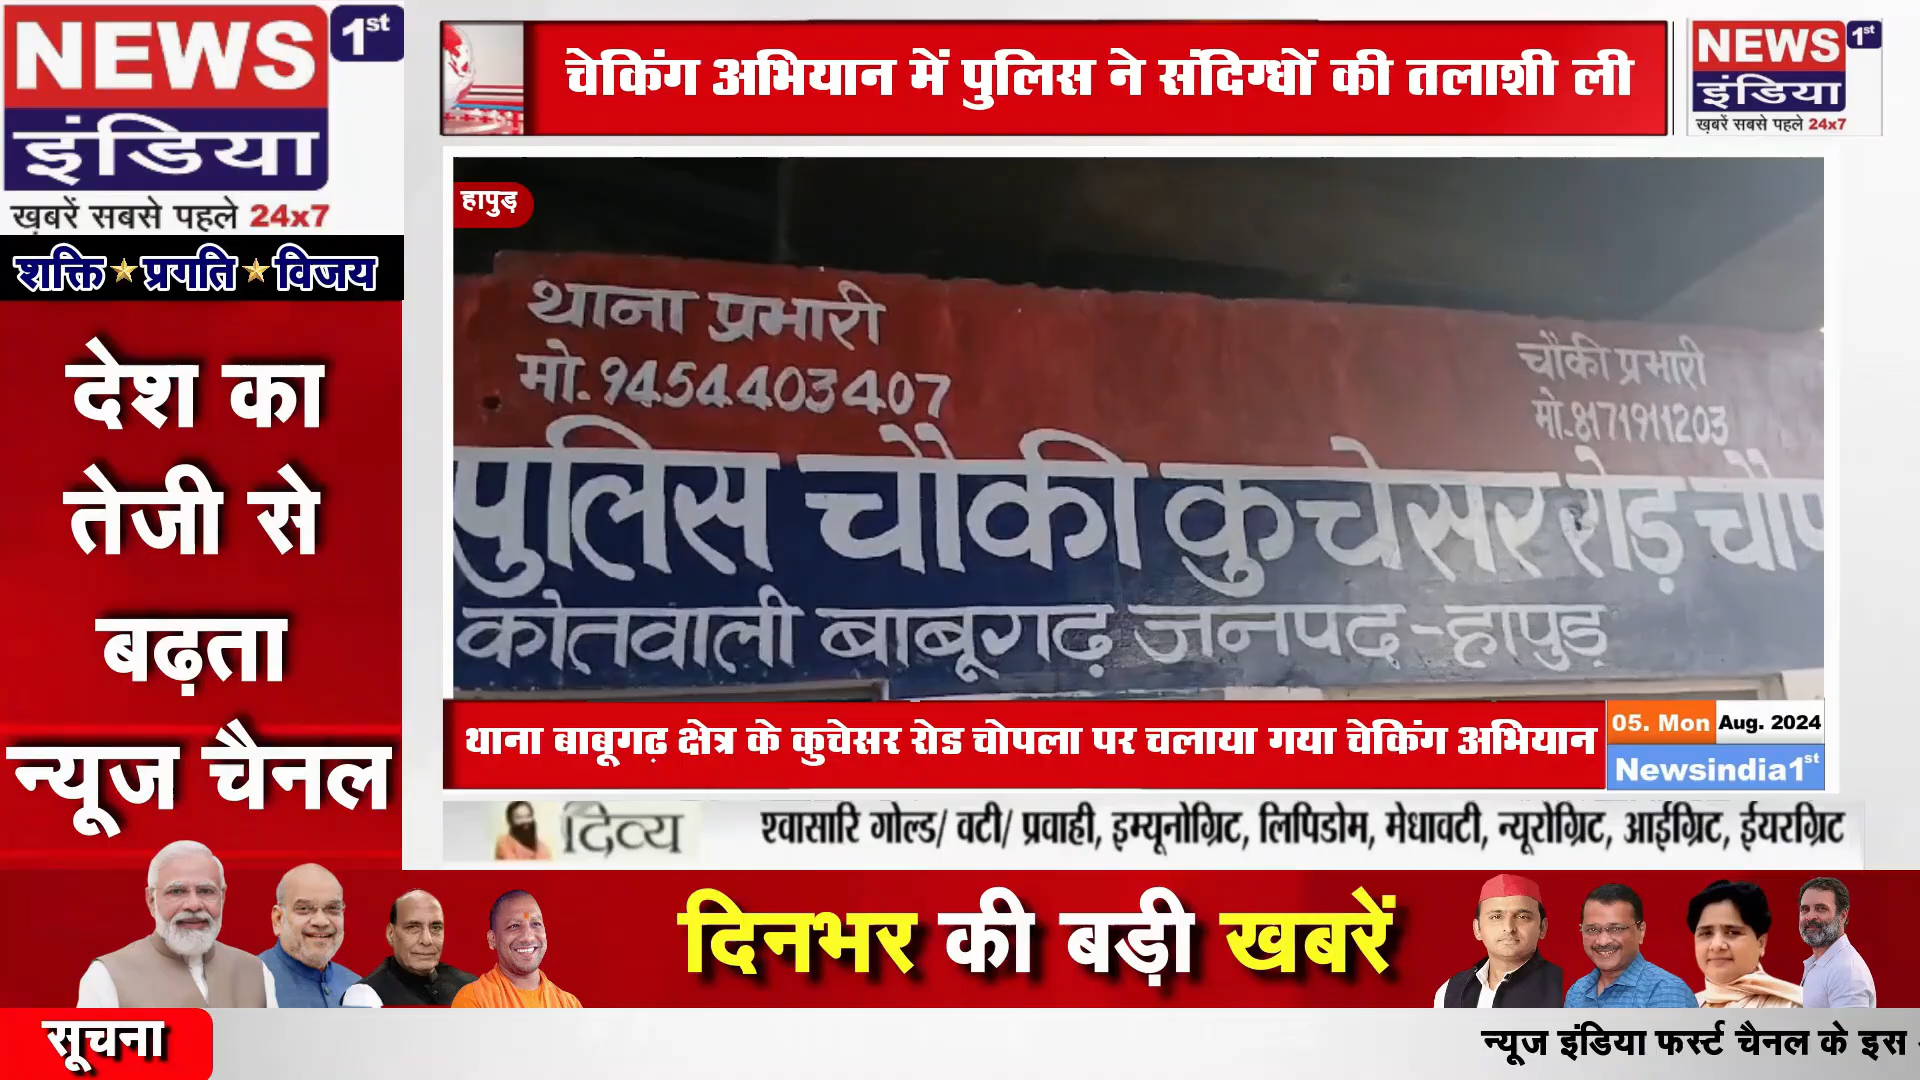 NEWS 1st
इंडिया
ख़बरें सबसे पहले 24x7
शक्ति प्रगति विजय
देश का
तेजी से
बढ़ता
न्यूज चैनल
चेकिंग अभियान में पुलिस ने संदिग्धों की तलाशी ली
NEWS 1st
इंडिया
ख़बरें सबसे पहले 24x7
हापुड़
थाना प्रभारी
मो.9454403407
चौकी प्रभारी
मो.8171911203
पुलिस चौकी कुचेसर रोड़ चौप
कोतवाली बाबूगढ़ जनपद-हापुड़
थाना बाबूगढ़ क्षेत्र के कुचेसर रोड चोपला पर चलाया गया चेकिंग अभियान
05. Mon Aug. 2024
Newsindia1st
दिव्य
श्वासारि गोल्ड/ वटी/ प्रवाही, इम्यूनोग्रिट, लिपिडोम, मेधावटी, न्यूरोग्रिट, आईग्रिट, ईयरग्रिट
दिनभर की बड़ी खबरें
सूचना
न्यूज इंडिया फर्स्ट चैनल के इस